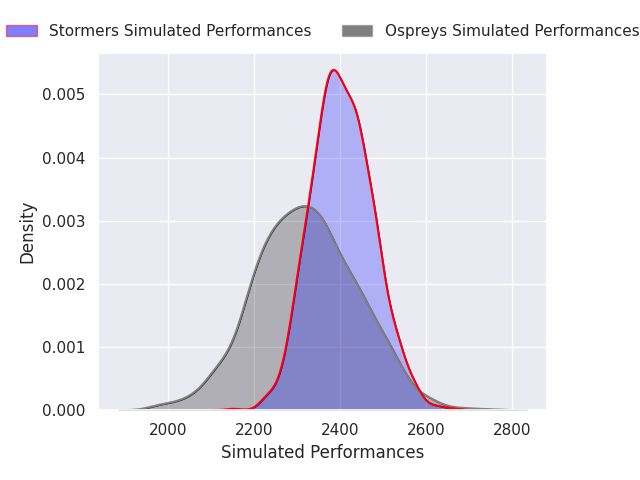 Stormers Simulated Performances Ospreys Simulated Performances
0.005
0.004
0.003
0.002
0.001
0.000
Density
2000 2200 2400 2600 2800
Simulated Performances